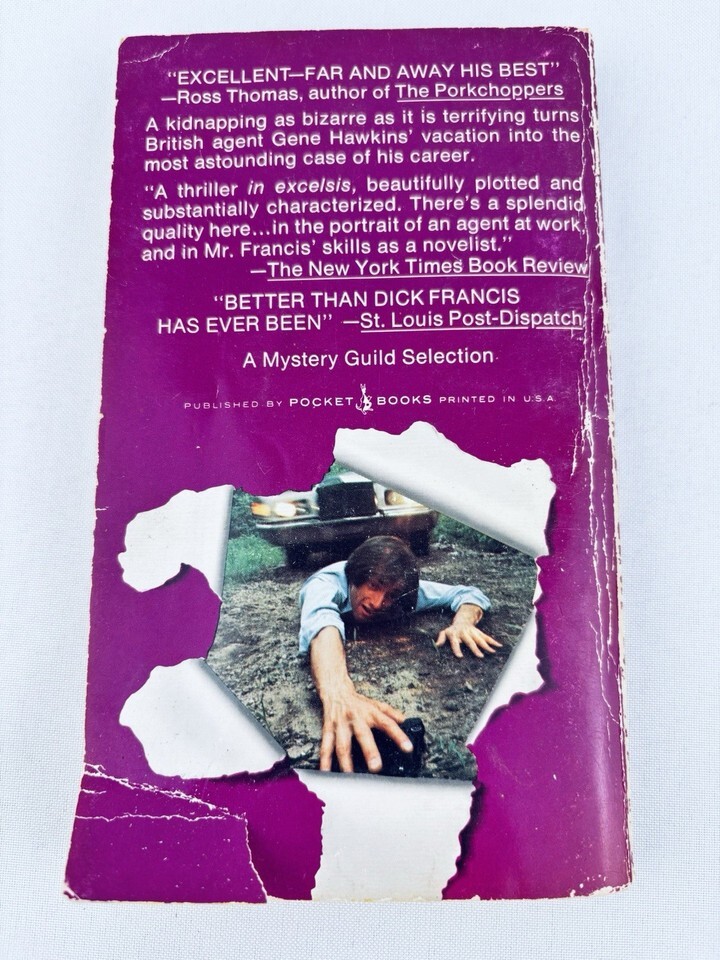 “EXCELLENT—FAR AND AWAY HIS BEST”
—Ross Thomas, author of The Porkchoppers
A kidnapping as bizarre as it is terrifying turns
British agent Gene Hawkins’ vacation into the
most astounding case of his career.
“A thriller in excelsis, beautifully plotted and
substantially characterized. There’s a splendid
quality here...in the portrait of an agent at work,
and in Mr. Francis’ skills as a novelist.”
—The New York Times Book Review
“BETTER THAN DICK FRANCIS
HAS EVER BEEN” —St. Louis Post-Dispatch
A Mystery Guild Selection
PUBLISHED BY POCKET BOOKS PRINTED IN U.S.A.